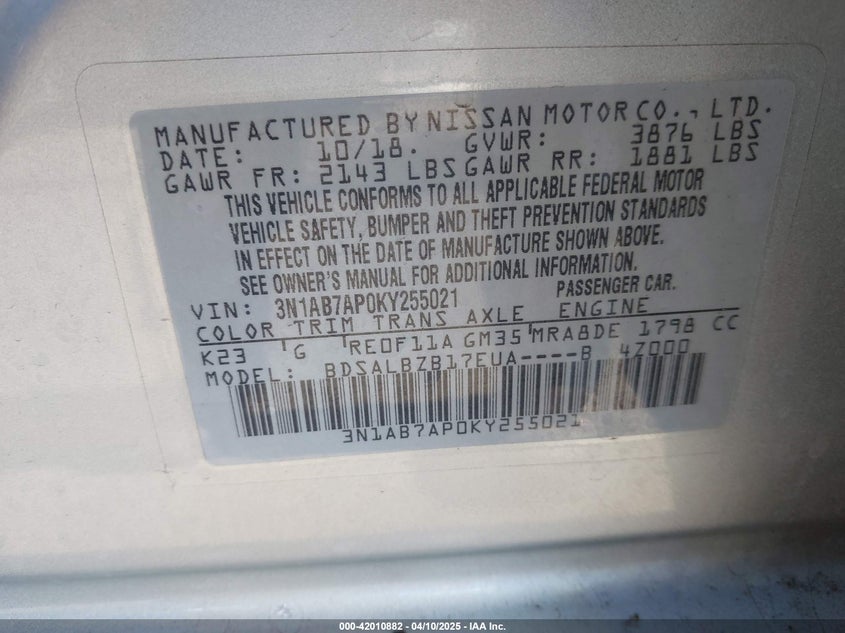 MANUFACTURED BY NISSAN MOTOR CO., LTD.
DATE: 10/18. GVWR: 3876 LBS
GAWR FR: 2143 LBS GAWR RR: 1881 LBS
THIS VEHICLE CONFORMS TO ALL APPLICABLE FEDERAL MOTOR
VEHICLE SAFETY, BUMPER AND THEFT PREVENTION STANDARDS
IN EFFECT ON THE DATE OF MANUFACTURE SHOWN ABOVE.
SEE OWNER'S MANUAL FOR ADDITIONAL INFORMATION.
VIN: 3N1AB7AP0KY255021 PASSENGER CAR.
COLOR TRIM TRANS AXLE ENGINE
K23 G RE0F11A GM35 MRA8DE 1798 CC
MODEL: BDSALBZB17EUA----B 4Z000
3N1AB7AP0KY255021
000-42010882 | 04/10/2025 | IAA Inc.